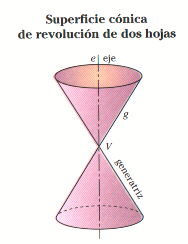 Superficie cónica
de revolución de dos hojas
e eje
g
V
generatriz